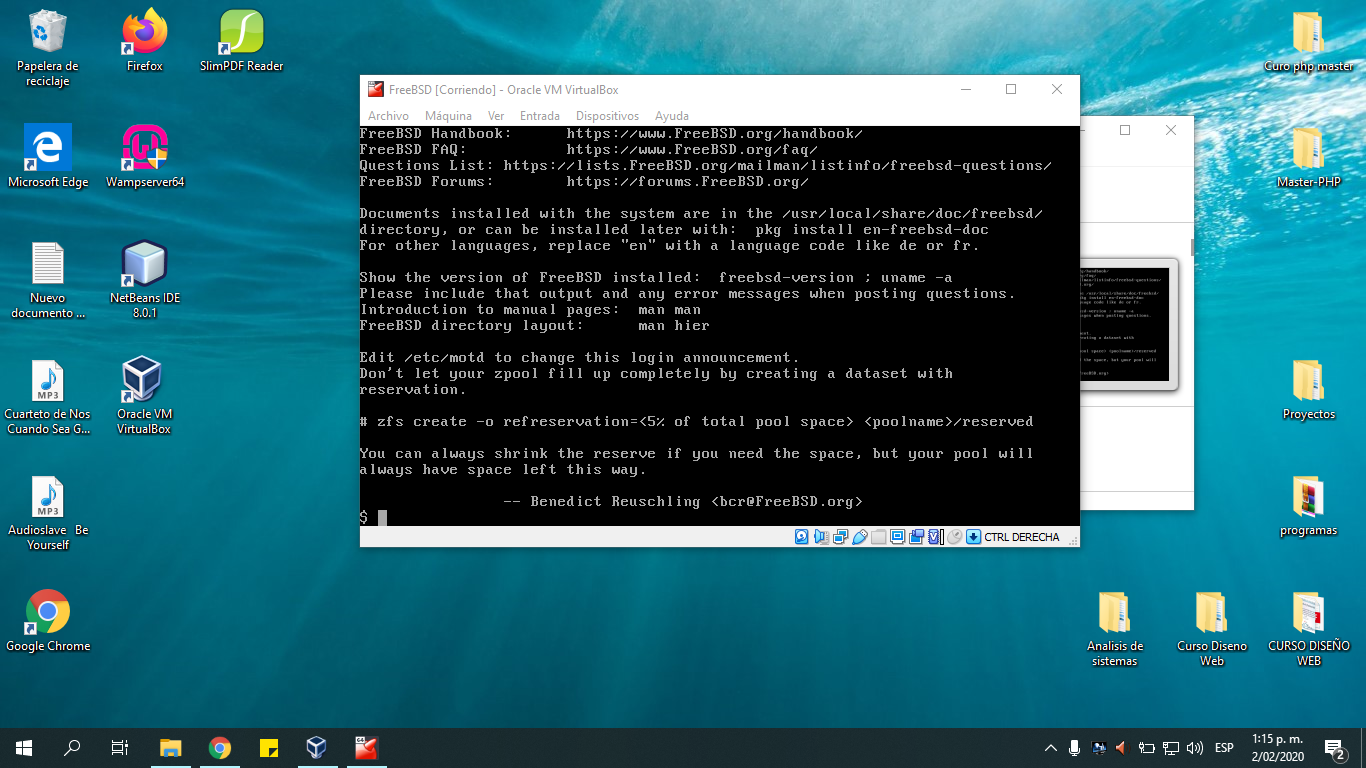 Papelera de
reciclaje
Firefox
SlimPDF Reader
Microsoft Edge
Wampserver64
Nuevo
documento ...
NetBeans IDE
8.0.1
MP3
Cuarteto de Nos
Cuando Sea G...
Oracle VM
VirtualBox
MP3
Audioslave Be
Yourself
Google Chrome
FreeBSD [Corriendo] - Oracle VM VirtualBox
Archivo Máquina Ver Entrada Dispositivos Ayuda
FreeBSD Handbook: https://www.FreeBSD.org/handbook/
FreeBSD FAQ: https://www.FreeBSD.org/faq/
Questions List: https://lists.FreeBSD.org/mailman/listinfo/freebsd-questions/
FreeBSD Forums: https://forums.FreeBSD.org/
Documents installed with the system are in the /usr/local/share/doc/freebsd/
directory, or can be installed later with: pkg install en-freebsd-doc
For other languages, replace "en" with a language code like de or fr.
Show the version of FreeBSD installed: freebsd-version ; uname -a
Please include that output and any error messages when posting questions.
Introduction to manual pages: man man
FreeBSD directory layout: man hier
Edit /etc/motd to change this login announcement.
Don't let your zpool fill up completely by creating a dataset with
reservation.
# zfs create -o refreservation=<5% of total pool space> <poolname>/reserved
You can always shrink the reserve if you need the space, but your pool will
always have space left this way.
-- Benedict Reuschling <bcr@FreeBSD.org>
$
CTRL DERECHA
Curo php master
Master-PHP
Proyectos
programas
Analisis de
sistemas
Curso Diseno
Web
CURSO DISEÑO
WEB
ESP
1:15 p. m.
2/02/2020
2